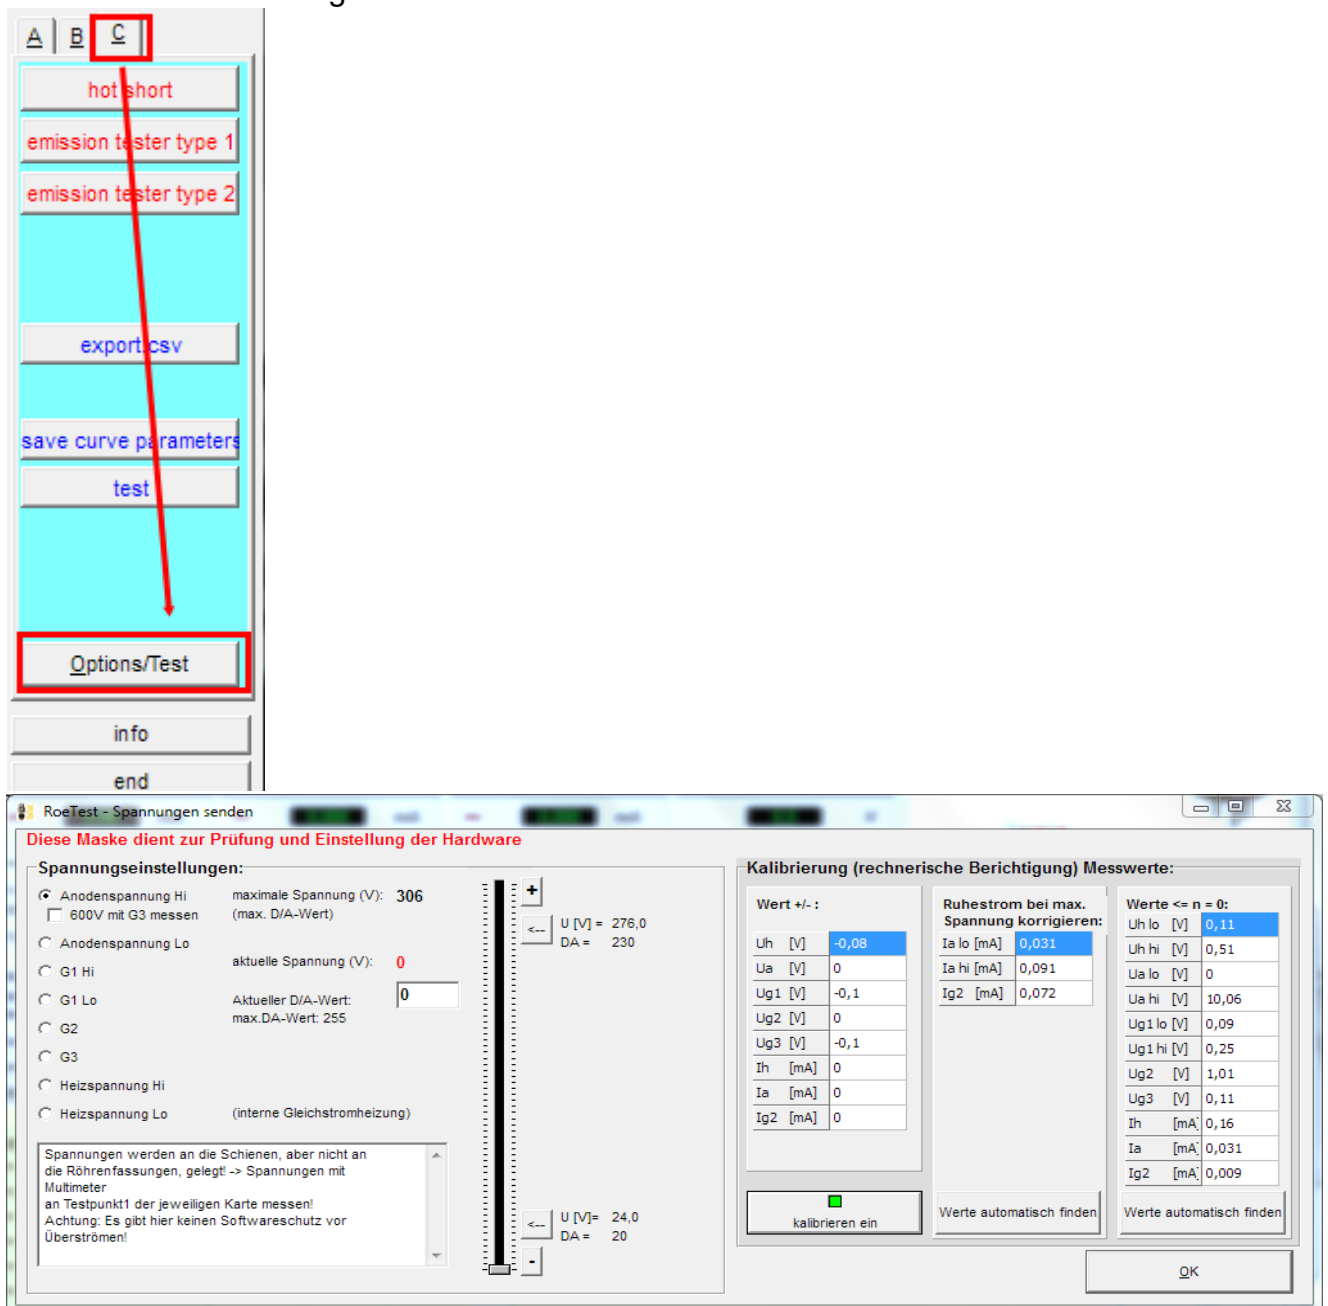 A B C
hot short
emission tester type 1
emission tester type 2
export.csv
save curve parameters
test
Options/Test
info
end
RoeTest - Spannungen senden
Diese Maske dient zur Prüfung und Einstellung der Hardware
Spannungseinstellungen:
Anodenspannung Hi
600V mit G3 messen
Anodenspannung Lo
G1 Hi
G1 Lo
G2
G3
Heizspannung Hi
Heizspannung Lo
maximale Spannung (V): 306
(max. D/A-Wert)
aktuelle Spannung (V): 0
Aktueller D/A-Wert: 0
max.DA-Wert: 255
(interne Gleichstromheizung)
Spannungen werden an die Schienen, aber nicht an
die Röhrenfassungen, gelegt! -> Spannungen mit
Multimeter
an Testpunkt1 der jeweiligen Karte messen!
Achtung: Es gibt hier keinen Softwareschutz vor
Überströmen!
+
<-- U [V] = 276,0
DA = 230
<-- U [V]= 24,0
DA = 20
-
Kalibrierung (rechnerische Berichtigung) Messwerte:
Wert +/- :
Uh [V] -0,08
Ua [V] 0
Ug1 [V] -0,1
Ug2 [V] 0
Ug3 [V] -0,1
Ih [mA] 0
Ia [mA] 0
Ig2 [mA] 0
kalibrieren ein
Ruhestrom bei max.
Spannung korrigieren:
Ia lo [mA] 0,031
Ia hi [mA] 0,091
Ig2 [mA] 0,072
Werte automatisch finden
Werte <= n = 0:
Uh lo [V] 0,11
Uh hi [V] 0,51
Ua lo [V] 0
Ua hi [V] 10,06
Ug1 lo [V] 0,09
Ug1 hi [V] 0,25
Ug2 [V] 1,01
Ug3 [V] 0,11
Ih [mA] 0,16
Ia [mA] 0,031
Ig2 [mA] 0,009
Werte automatisch finden
OK